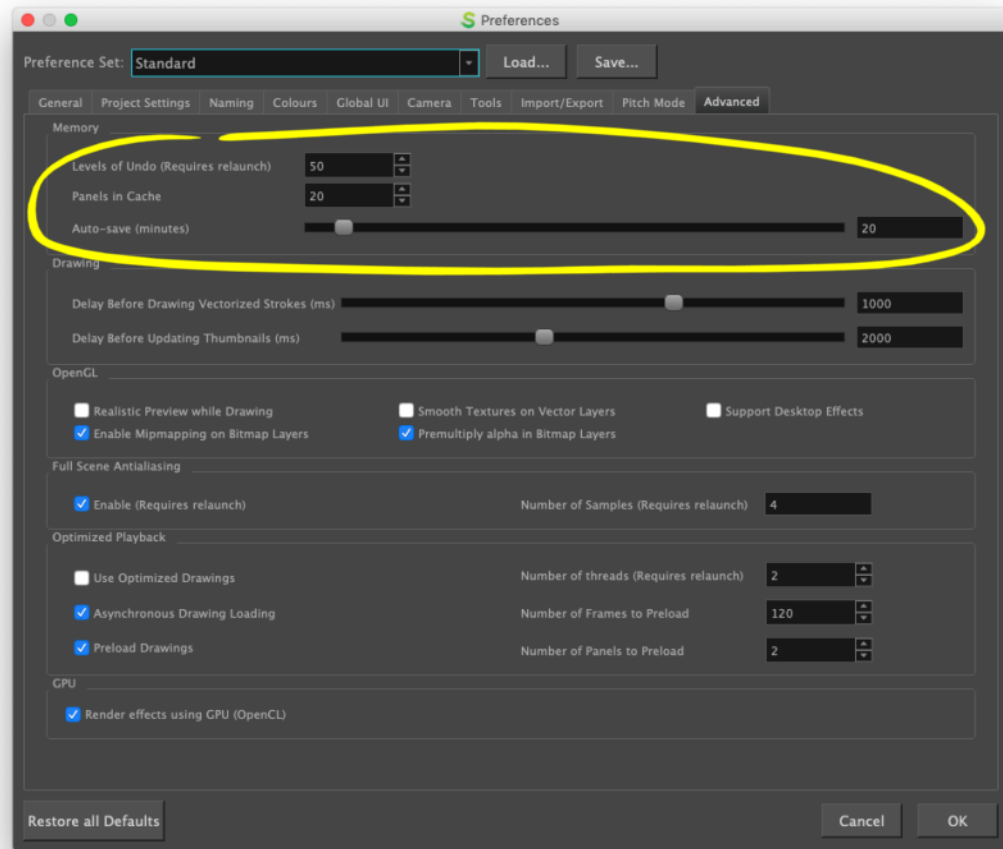 Preferences
Preference Set: Standard Load... Save...
General Project Settings Naming Colours Global UI Camera Tools Import/Export Pitch Mode Advanced
Memory
Levels of Undo (Requires relaunch) 50
Panels in Cache 20
Auto-save (minutes) 20
Drawing
Delay Before Drawing Vectorized Strokes (ms) 1000
Delay Before Updating Thumbnails (ms) 2000
OpenGL
Realistic Preview while Drawing Smooth Textures on Vector Layers Support Desktop Effects
Enable Mipmapping on Bitmap Layers Premultiply alpha in Bitmap Layers
Full Scene Antialiasing
Enable (Requires relaunch) Number of Samples (Requires relaunch) 4
Optimized Playback
Use Optimized Drawings Number of threads (Requires relaunch) 2
Asynchronous Drawing Loading Number of Frames to Preload 120
Preload Drawings Number of Panels to Preload 2
GPU
Render effects using GPU (OpenCL)
Restore all Defaults Cancel OK